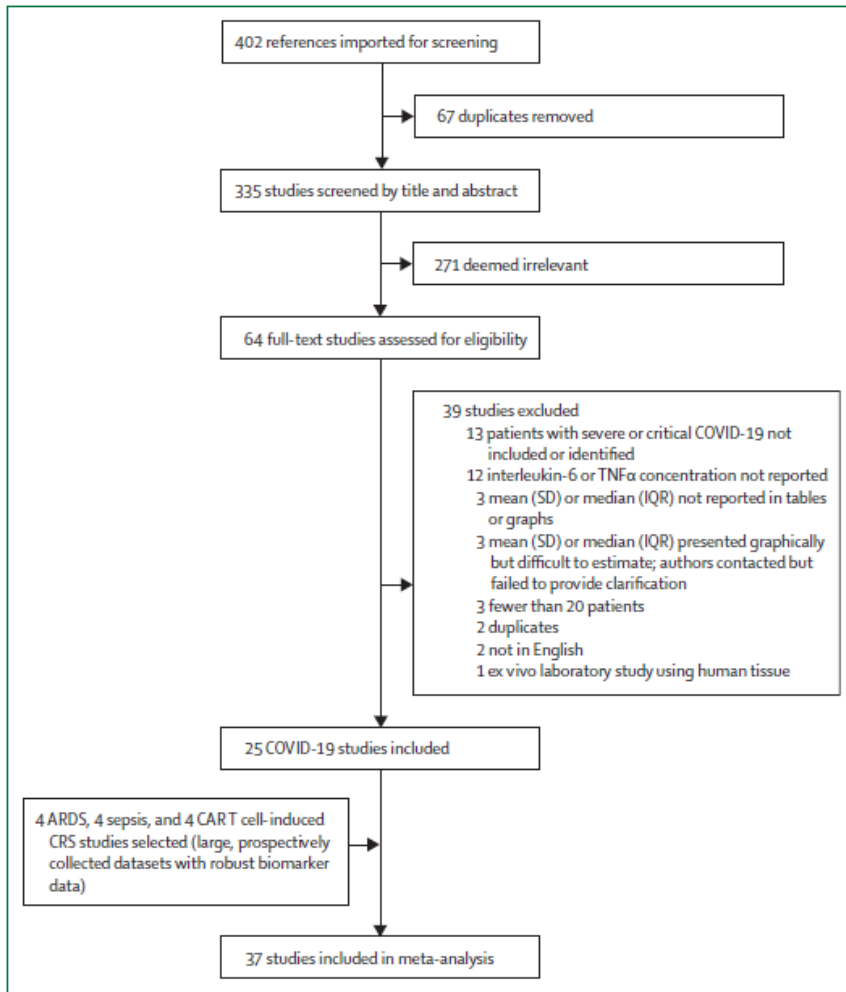 402 references imported for screening
67 duplicates removed
335 studies screened by title and abstract
271 deemed irrelevant
64 full-text studies assessed for eligibility
39 studies excluded
13 patients with severe or critical COVID-19 not
included or identified
12 interleukin-6 or TNFα concentration not reported
3 mean (SD) or median (IQR) not reported in tables
or graphs
3 mean (SD) or median (IQR) presented graphically
but difficult to estimate; authors contacted but
failed to provide clarification
3 fewer than 20 patients
2 duplicates
2 not in English
1 ex vivo laboratory study using human tissue
25 COVID-19 studies included
4 ARDS, 4 sepsis, and 4 CAR T cell-induced
CRS studies selected (large, prospectively
collected datasets with robust biomarker
data)
37 studies included in meta-analysis